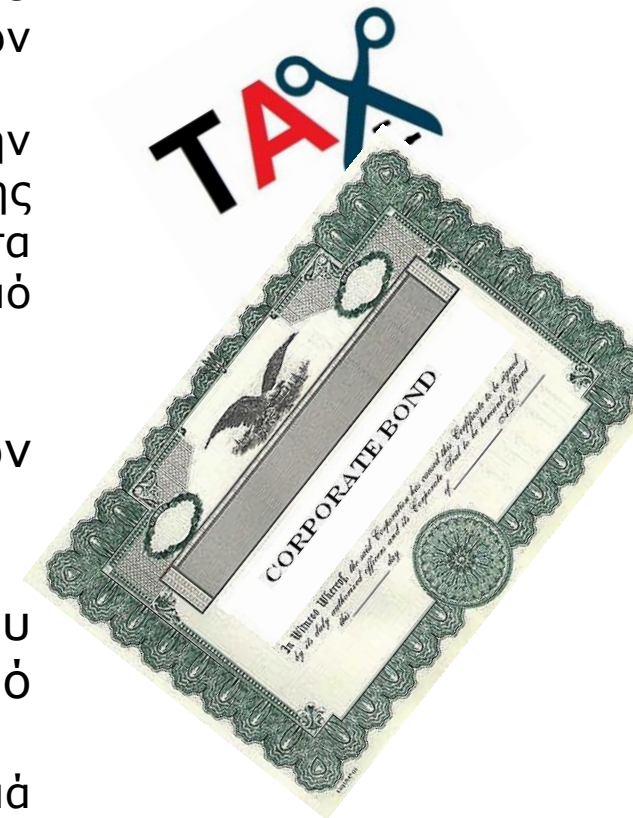 ον
TAX
ην
ης
τα
μό
CORPORATE BOND
ον
In Witness Whereof, the said Corporation has caused this Certificate to be signed
by its duly authorized officers and its Corporate Seal to be hereunto affixed
this day of A.D.
υ
ό
ιά